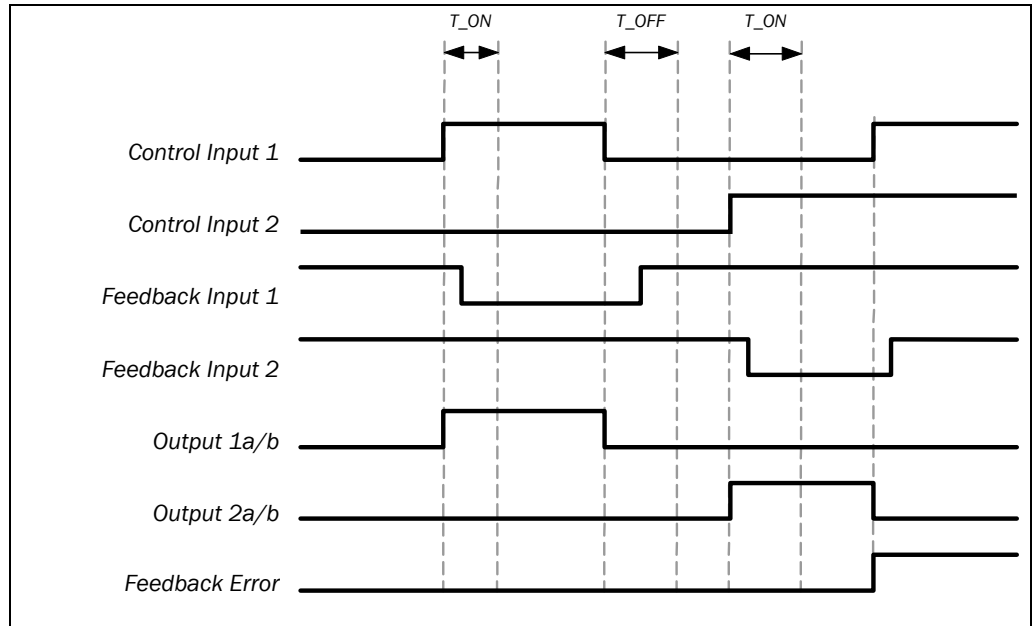 T_ON
T_OFF
T_ON
Control Input 1
Control Input 2
Feedback Input 1
Feedback Input 2
Output 1a/b
Output 2a/b
Feedback Error